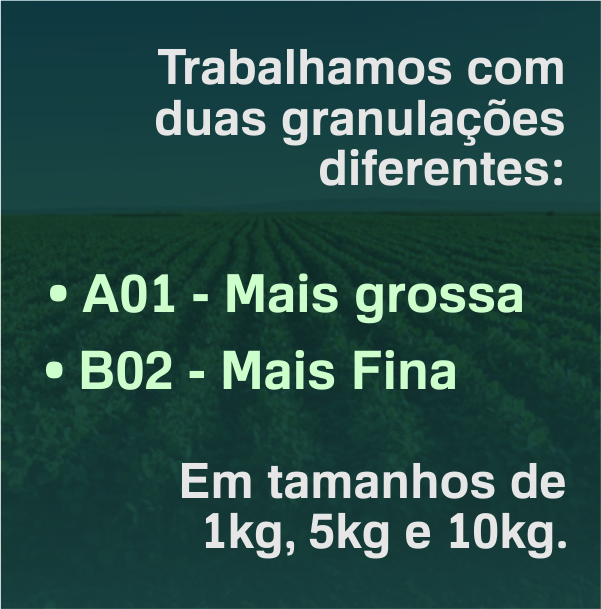 Trabalhamos com
duas granulações
diferentes:
• A01 - Mais grossa
• B02 - Mais Fina
Em tamanhos de
1kg, 5kg e 10kg.